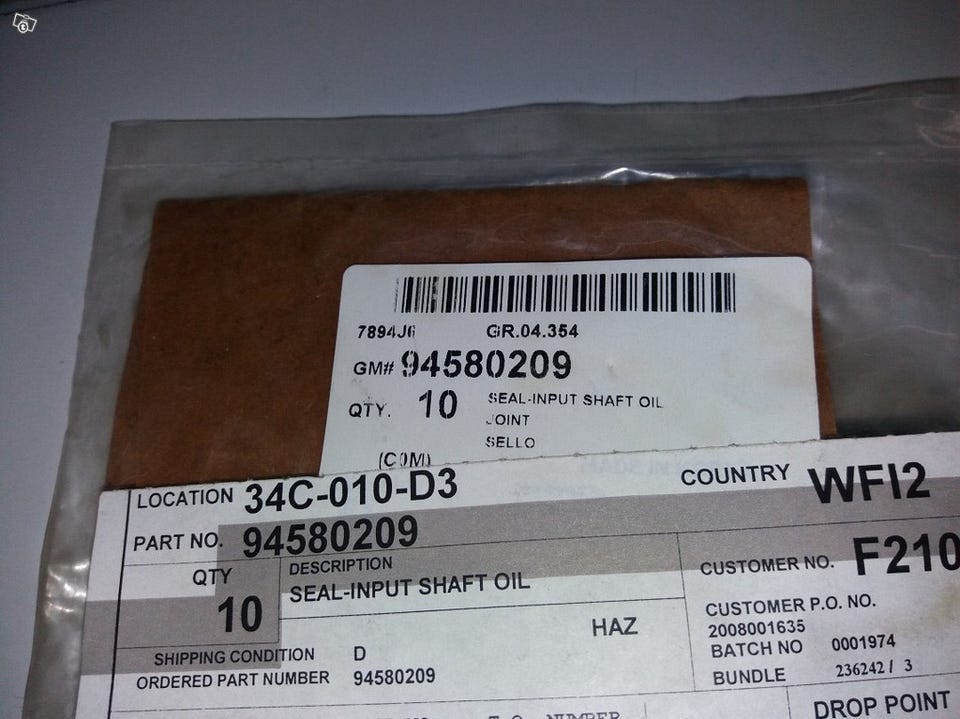 7894J6 GR.04.354
GM# 94580209
QTY. 10 SEAL-INPUT SHAFT OIL
JOINT
SELLO
(COM)
LOCATION 34C-010-D3 COUNTRY WFI2
PART NO. 94580209
QTY 10
DESCRIPTION
SEAL-INPUT SHAFT OIL
CUSTOMER NO. F210
HAZ
CUSTOMER P.O. NO.
2008001635
BATCH NO 0001974
BUNDLE 236242 / 3
SHIPPING CONDITION D
ORDERED PART NUMBER 94580209
DROP POINT
NUMBER